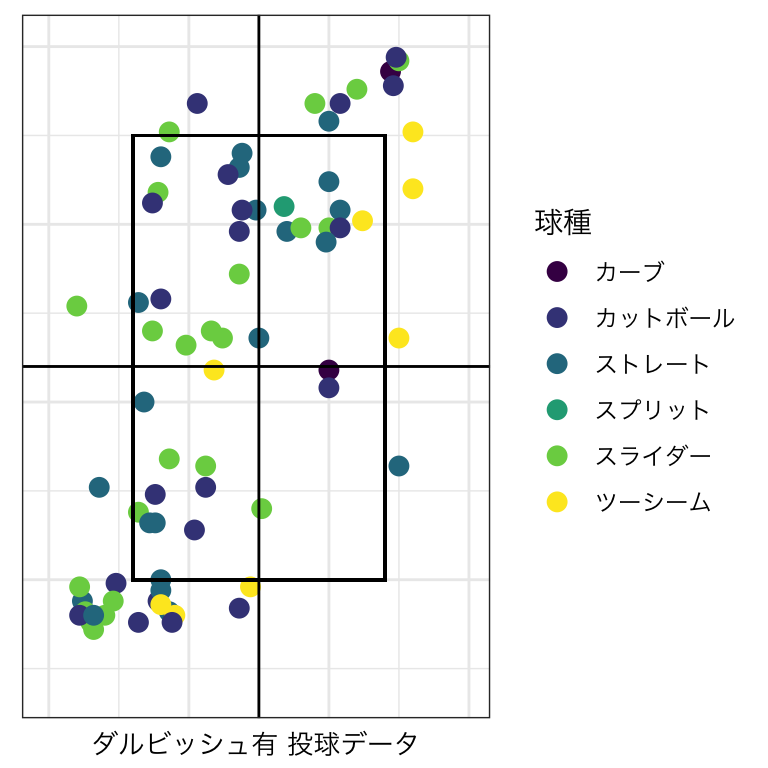 球種
カーブ
カットボール
ストレート
スプリット
スライダー
ツーシーム
ダルビッシュ有 投球データ